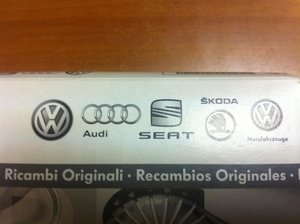 ŠKODA
Audi SEAT Nutzfahrzeuge
Ricambi Originali · Recambios Originales ·